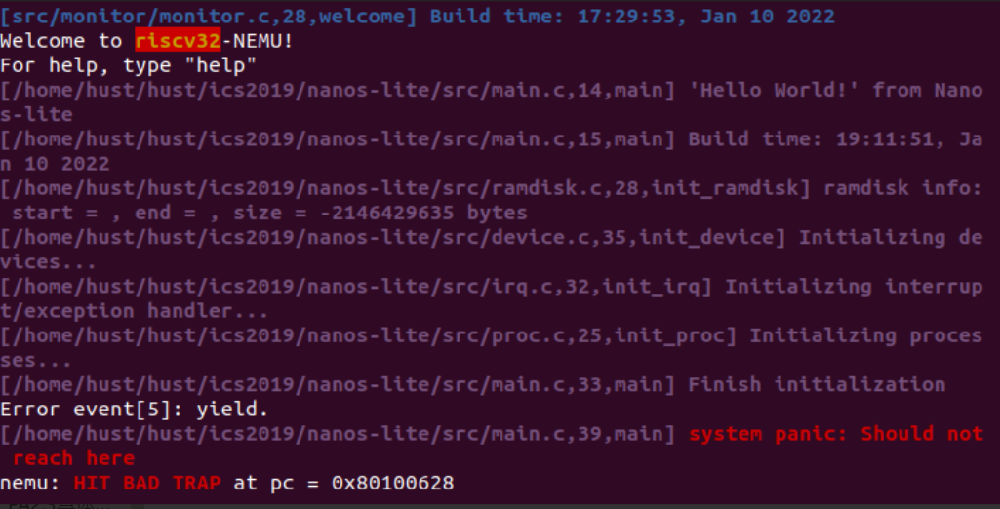 [src/monitor/monitor.c,28,welcome] Build time: 17:29:53, Jan 10 2022
Welcome to riscv32-NEMU!
For help, type "help"
[/home/hust/hust/ics2019/nanos-lite/src/main.c,14,main] 'Hello World!' from Nano
s-lite
[/home/hust/hust/ics2019/nanos-lite/src/main.c,15,main] Build time: 19:11:51, Ja
n 10 2022
[/home/hust/hust/ics2019/nanos-lite/src/ramdisk.c,28,init_ramdisk] ramdisk info:
 start = , end = , size = -2146429635 bytes
[/home/hust/hust/ics2019/nanos-lite/src/device.c,35,init_device] Initializing de
vices...
[/home/hust/hust/ics2019/nanos-lite/src/irq.c,32,init_irq] Initializing interrup
t/exception handler...
[/home/hust/hust/ics2019/nanos-lite/src/proc.c,25,init_proc] Initializing proces
ses...
[/home/hust/hust/ics2019/nanos-lite/src/main.c,33,main] Finish initialization
Error event[5]: yield.
[/home/hust/hust/ics2019/nanos-lite/src/main.c,39,main] system panic: Should not
 reach here
nemu: HIT BAD TRAP at pc = 0x80100628